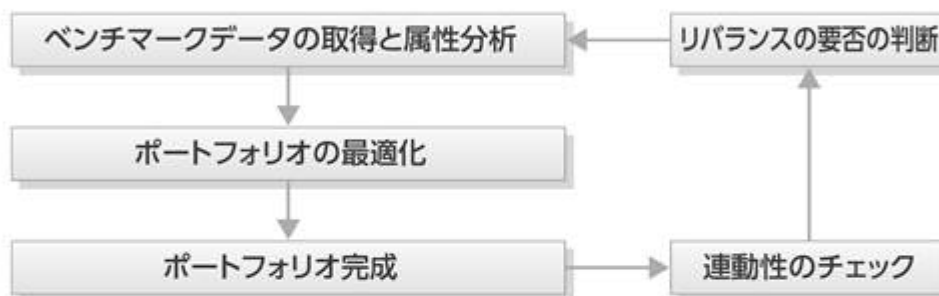 ベンチマークデータの取得と属性分析
リバランスの要否の判断
ポートフォリオの最適化
ポートフォリオ完成
連動性のチェック